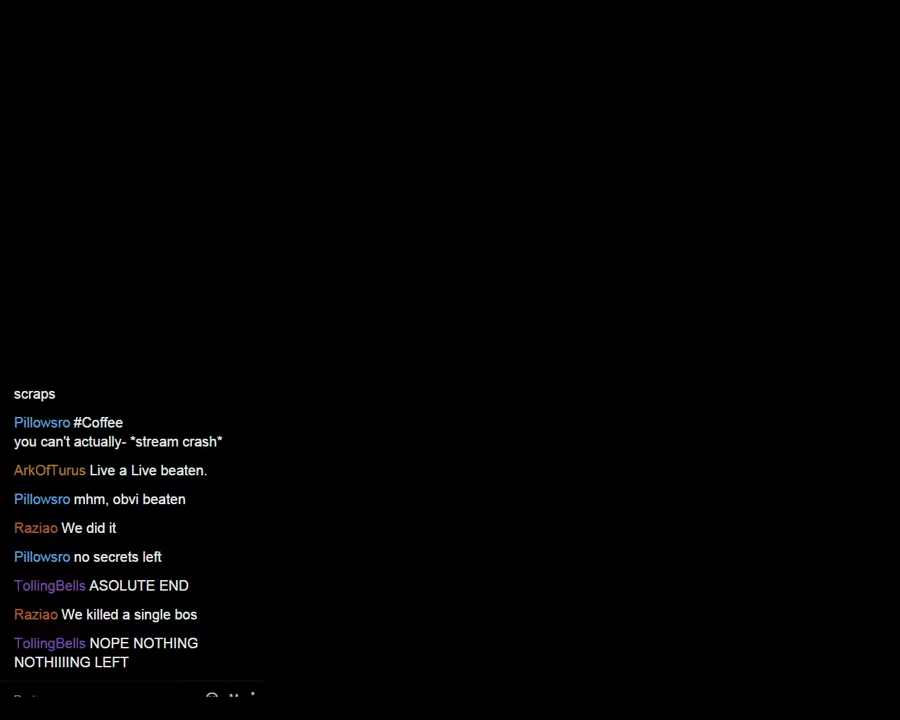 scraps
Pillowsro #Coffee
you can't actually- *stream crash*
ArkOfTurus Live a Live beaten.
Pillowsro mhm, obvi beaten
Raziao We did it
Pillowsro no secrets left
TollingBells ASOLUTE END
Raziao We killed a single bos
TollingBells NOPE NOTHING
NOTHIIIING LEFT